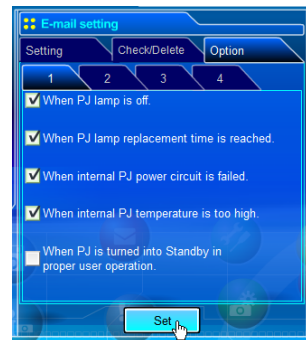 E-mail setting
Setting Check/Delete Option
1 2 3 4
When PJ lamp is off.
When PJ lamp replacement time is reached.
When internal PJ power circuit is failed.
When internal PJ temperature is too high.
When PJ is turned into Standby in
proper user operation.
Set